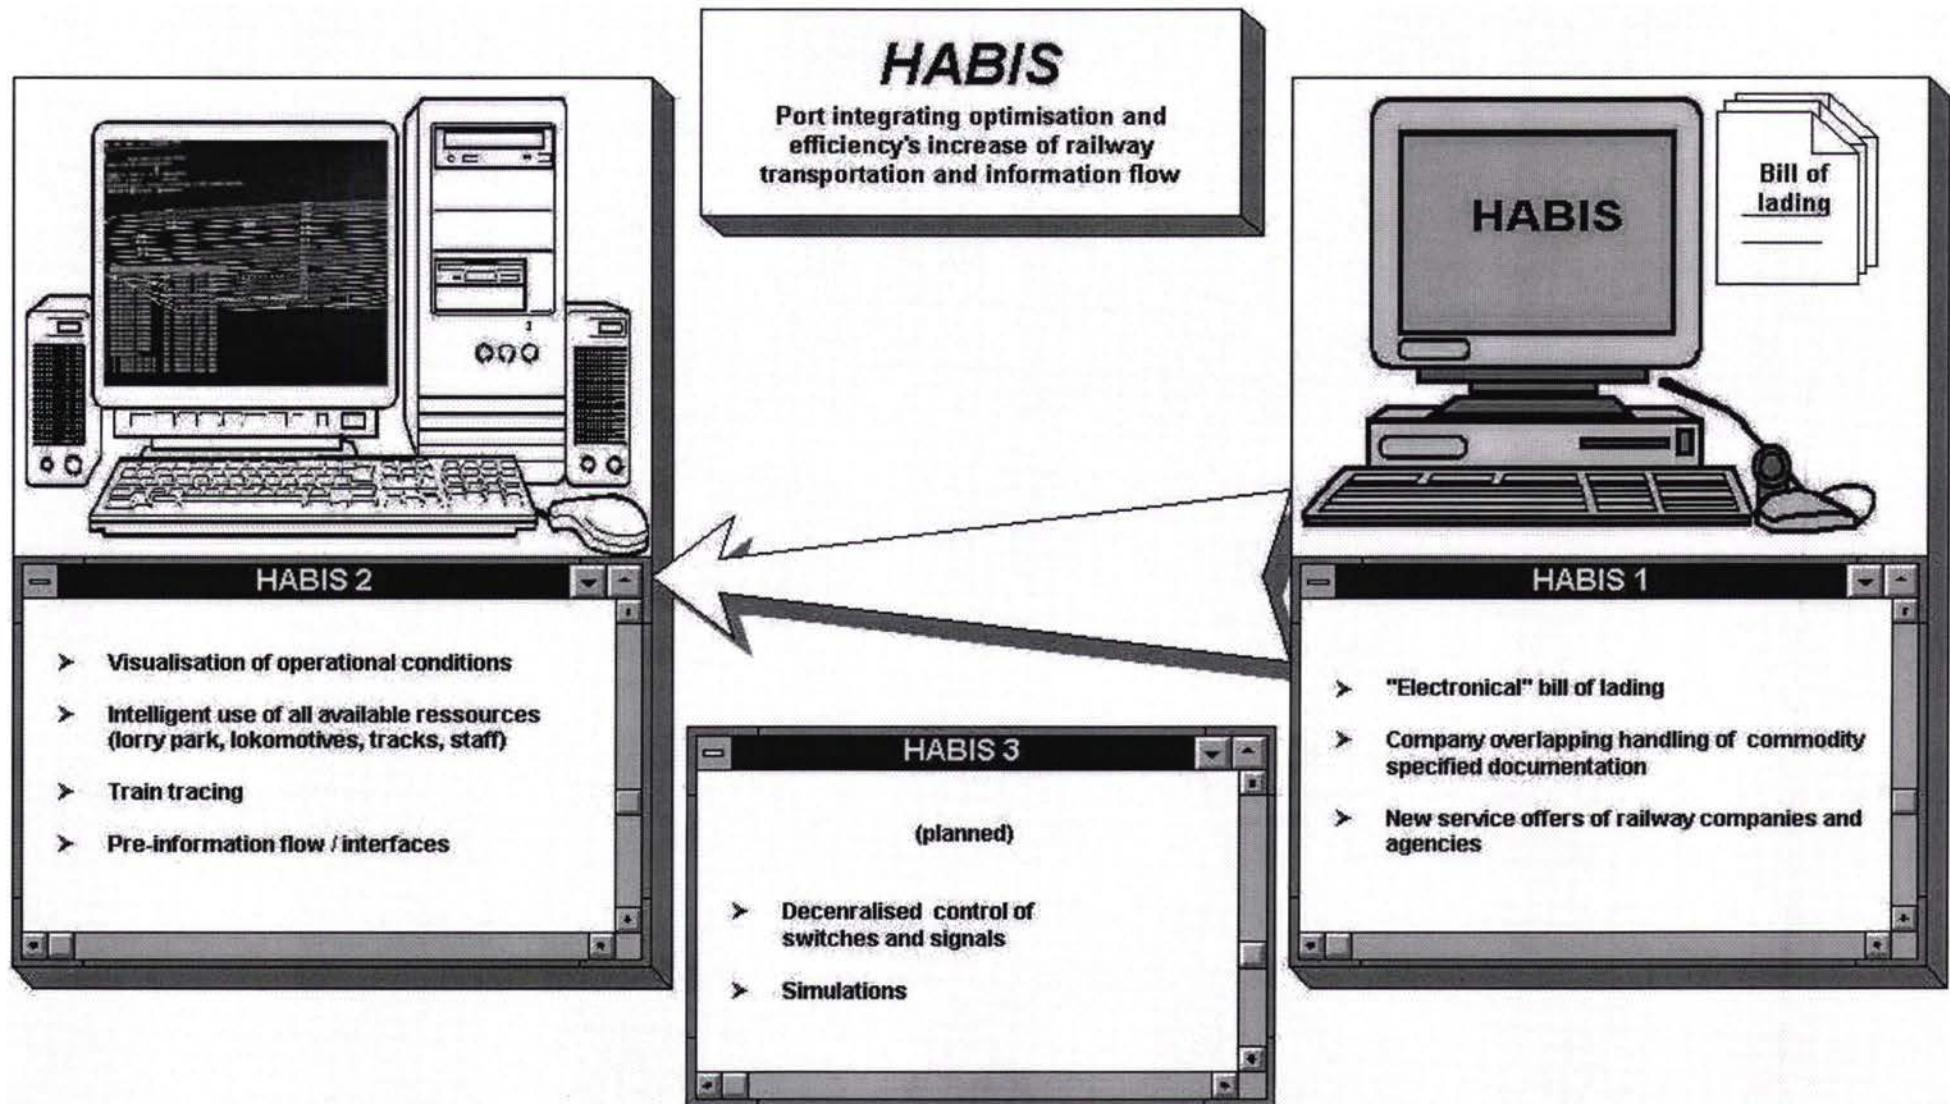 HABIS
Port integrating optimisation and
efficiency's increase of railway
transportation and information flow
HABIS
Bill of
lading
HABIS 2
➤ Visualisation of operational conditions
➤ Intelligent use of all available ressources
(lorry park, lokomotives, tracks, staff)
➤ Train tracing
➤ Pre-information flow / interfaces
HABIS 1
➤ "Electronical" bill of lading
➤ Company overlapping handling of commodity
specified documentation
➤ New service offers of railway companies and
agencies
HABIS 3
(planned)
➤ Decenralised control of
switches and signals
➤ Simulations